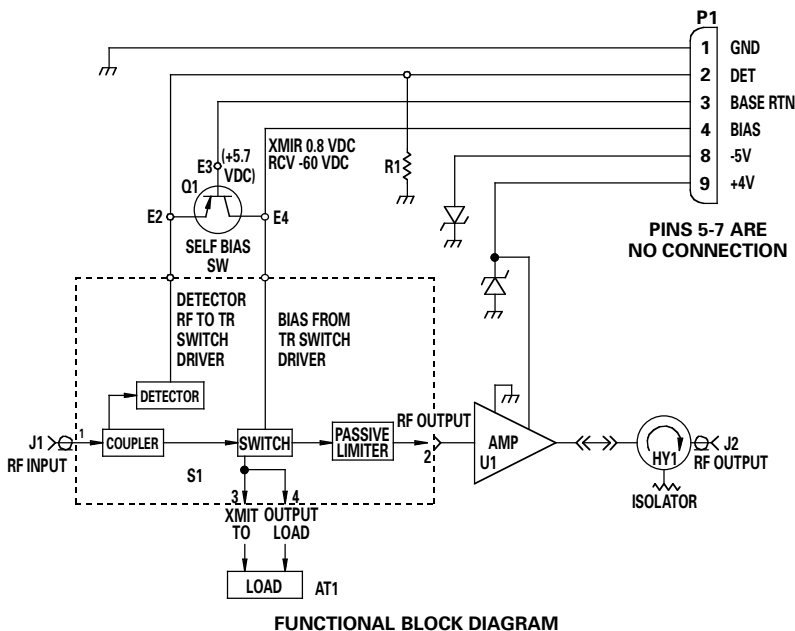 P1
1 GND
2 DET
3 BASE RTN
4 BIAS
8 -5V
9 +4V
PINS 5-7 ARE
NO CONNECTION
XMIR 0.8 VDC
RCV -60 VDC
R1
E3
(+5.7
VDC)
Q1
E2
E4
SELF BIAS
SW
DETECTOR
RF TO TR
SWITCH
DRIVER
BIAS FROM
TR SWITCH
DRIVER
DETECTOR
J1
1
RF INPUT
COUPLER
SWITCH
PASSIVE
LIMITER
RF OUTPUT
2
AMP
U1
HY1
J2
RF OUTPUT
ISOLATOR
S1
3
4
XMIT OUTPUT
TO LOAD
LOAD
AT1
FUNCTIONAL BLOCK DIAGRAM